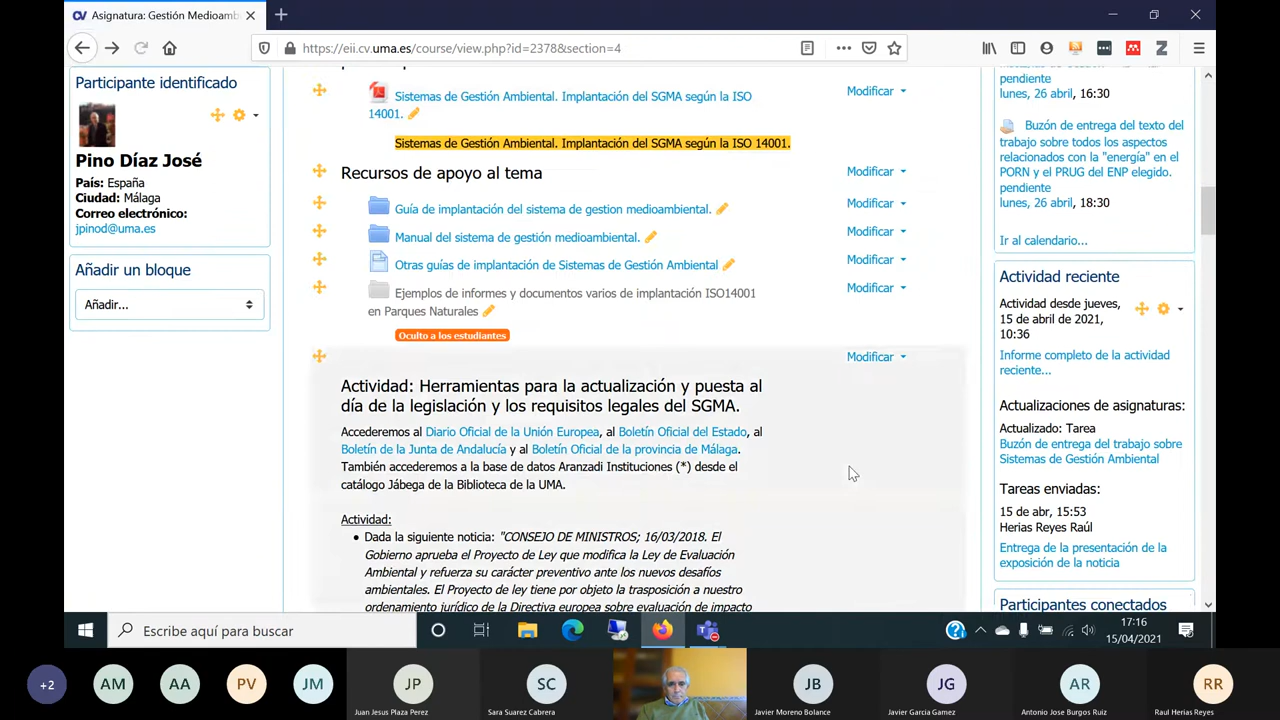 Asignatura: Gestión Medioamb
https://eii.cv.uma.es/course/view.php?id=2378&section=4
Participante identificado
Pino Díaz José
País: España
Ciudad: Málaga
Correo electrónico:
jpinod@uma.es
Añadir un bloque
Añadir...
Sistemas de Gestión Ambiental. Implantación del SGMA según la ISO
14001.
Modificar
Sistemas de Gestión Ambiental. Implantación del SGMA según la ISO 14001.
Recursos de apoyo al tema
Modificar
Guía de implantación del sistema de gestion medioambiental.
Modificar
Manual del sistema de gestión medioambiental.
Modificar
Otras guías de implantación de Sistemas de Gestión Ambiental
Modificar
Ejemplos de informes y documentos varios de implantación ISO14001
en Parques Naturales
Modificar
Oculto a los estudiantes
Modificar
Actividad: Herramientas para la actualización y puesta al
día de la legislación y los requisitos legales del SGMA.
Accederemos al Diario Oficial de la Unión Europea, al Boletín Oficial del Estado, al
Boletín de la Junta de Andalucía y al Boletín Oficial de la provincia de Málaga.
También accederemos a la base de datos Aranzadi Instituciones (*) desde el
catálogo Jábega de la Biblioteca de la UMA.
Actividad:
• Dada la siguiente noticia: "CONSEJO DE MINISTROS; 16/03/2018. El
Gobierno aprueba el Proyecto de Ley que modifica la Ley de Evaluación
Ambiental y refuerza su carácter preventivo ante los nuevos desafíos
ambientales. El Proyecto de ley tiene por objeto la trasposición a nuestro
ordenamiento jurídico de la Directiva europea sobre evaluación de impacto
pendiente
lunes, 26 abril, 16:30
Buzón de entrega del texto del
trabajo sobre todos los aspectos
relacionados con la "energía" en el
PORN y el PRUG del ENP elegido.
pendiente
lunes, 26 abril, 18:30
Ir al calendario...
Actividad reciente
Actividad desde jueves,
15 de abril de 2021,
10:36
Informe completo de la actividad
reciente...
Actualizaciones de asignaturas:
Actualizado: Tarea
Buzón de entrega del trabajo sobre
Sistemas de Gestión Ambiental
Tareas enviadas:
15 de abr, 15:53
Herias Reyes Raúl
Entrega de la presentación de la
exposición de la noticia
Participantes conectados
Escribe aquí para buscar
17:16
15/04/2021
+2
AM
AA
PV
JM
JP
Juan Jesus Plaza Perez
SC
Sara Suarez Cabrera
JB
Javier Moreno Bolance
JG
Javier Garcia Gamez
AR
Antonio Jose Burgos Ruiz
RR
Raul Herias Reyes